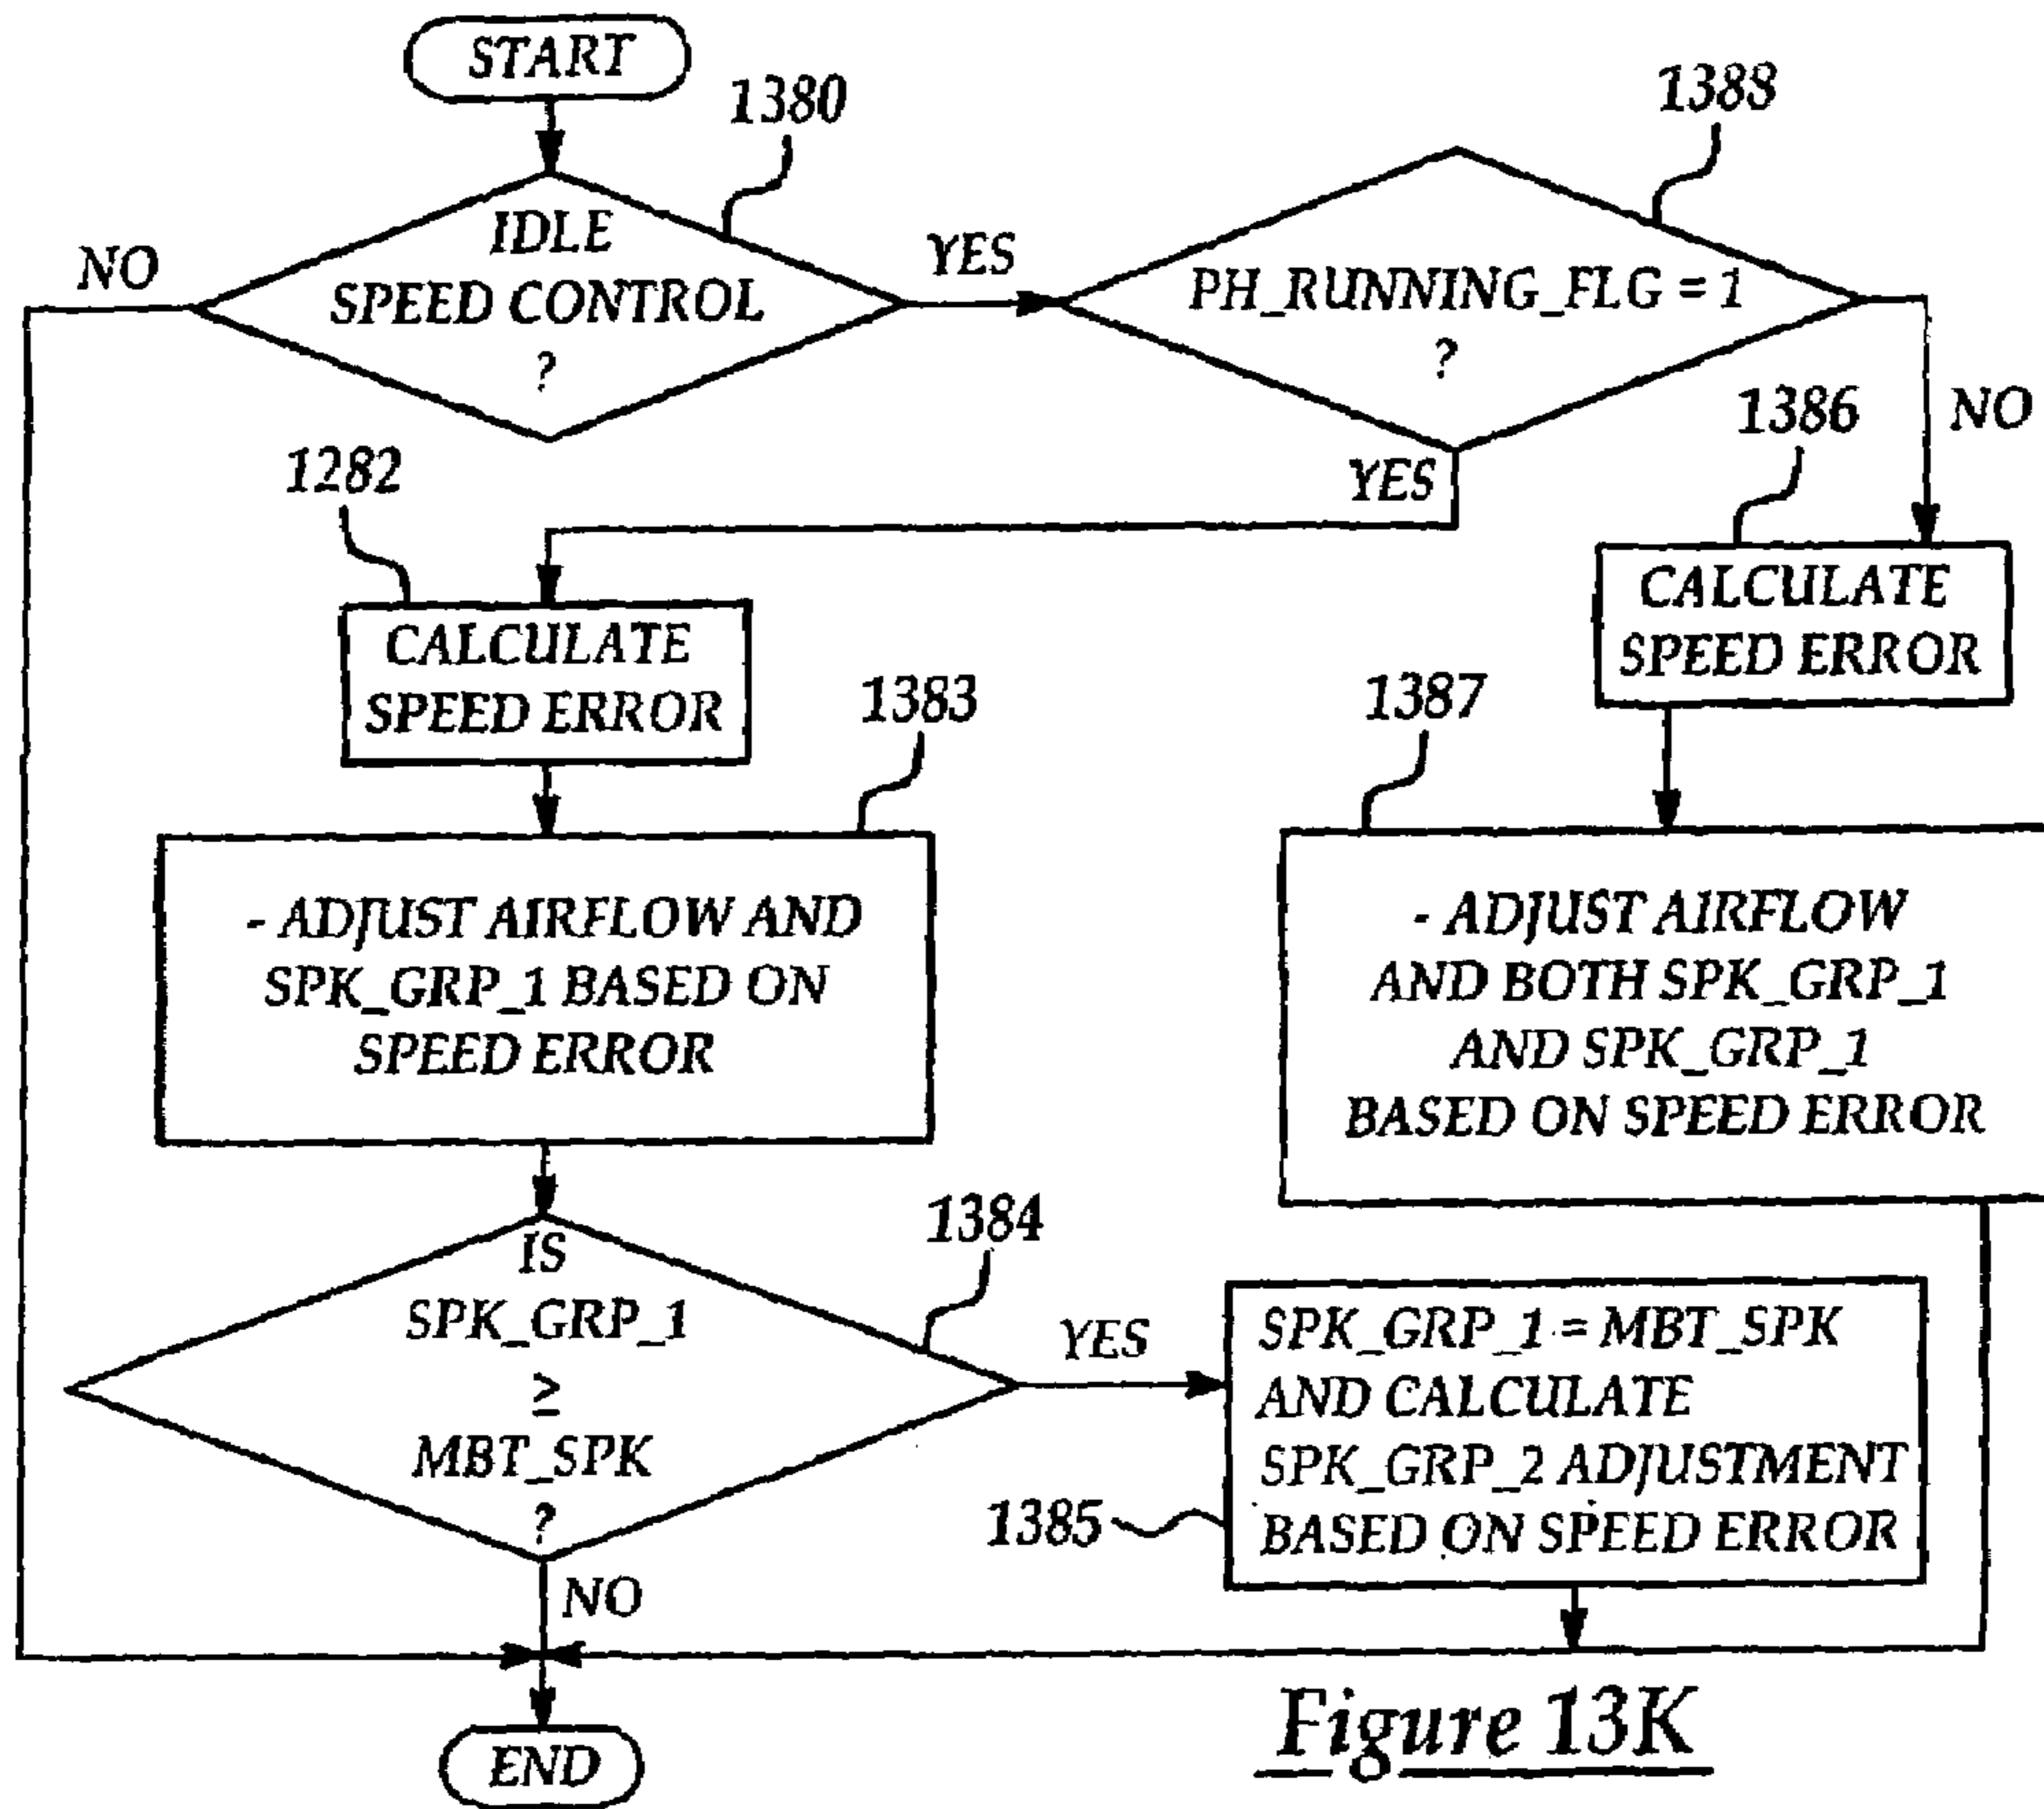 START
1380
1388
IDLE
SPEED CONTROL
?
NO
YES
PH_RUNNING_FLG = 1
?
1386
NO
1282
YES
CALCULATE
SPEED ERROR
CALCULATE
SPEED ERROR
1383
1387
- ADJUST AIRFLOW AND
SPK_GRP_1 BASED ON
SPEED ERROR
- ADJUST AIRFLOW
AND BOTH SPK_GRP_1
AND SPK_GRP_1
BASED ON SPEED ERROR
1384
IS
SPK_GRP_1
≥
MBT_SPK
?
YES
SPK_GRP_1 = MBT_SPK
AND CALCULATE
SPK_GRP_2 ADJUSTMENT
BASED ON SPEED ERROR
1385
NO
END
Figure 13K